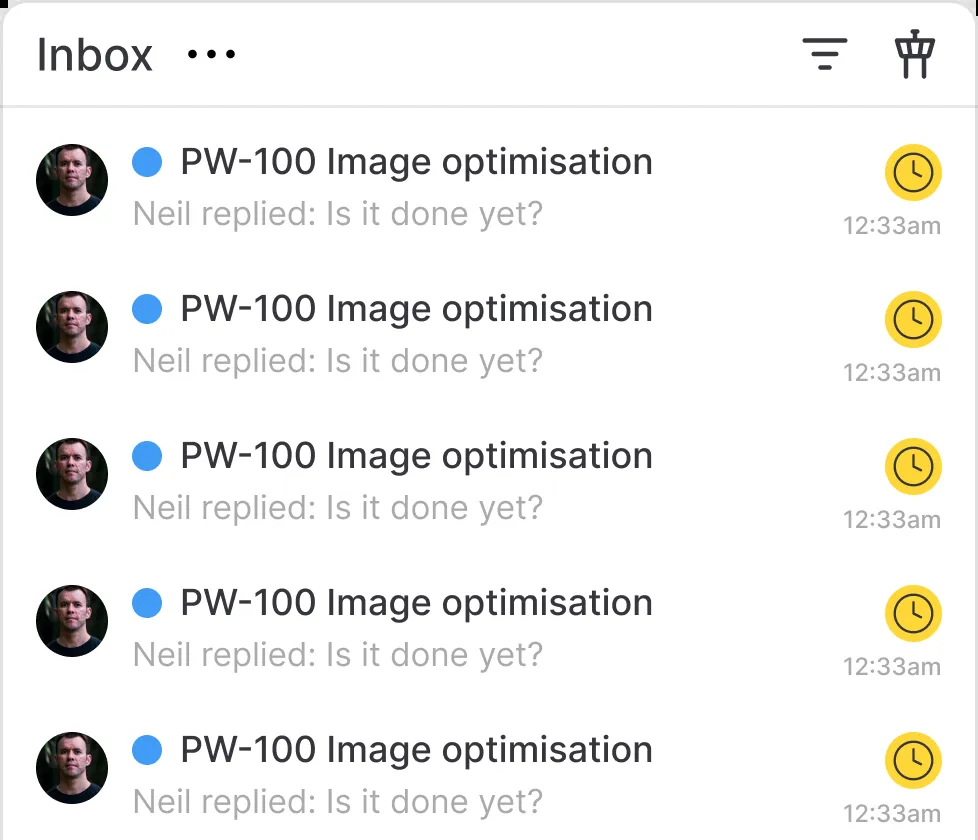 Inbox
PW-100 Image optimisation
Neil replied: Is it done yet?
12:33am
PW-100 Image optimisation
Neil replied: Is it done yet?
12:33am
PW-100 Image optimisation
Neil replied: Is it done yet?
12:33am
PW-100 Image optimisation
Neil replied: Is it done yet?
12:33am
PW-100 Image optimisation
Neil replied: Is it done yet?
12:33am